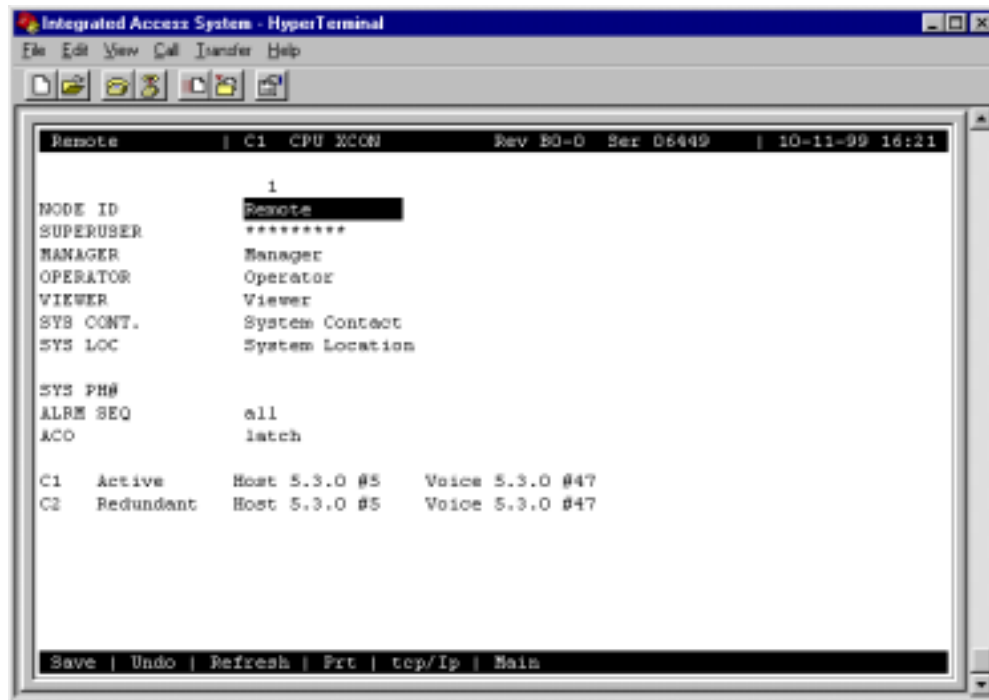 Integrated Access System - HyperTerminal
File Edit View Call Transfer Help
Remote | C1 CPU XCON Rev B0-0 Ser 06449 | 10-11-99 16:21
1
NODE ID Remote
SUPERUSER *********
MANAGER Manager
OPERATOR Operator
VIEWER Viewer
SYS CONT. System Contact
SYS LOC System Location
SYS PH#
ALRM SEQ all
ACO latch
C1 Active Host 5.3.0 #5 Voice 5.3.0 #47
C2 Redundant Host 5.3.0 #5 Voice 5.3.0 #47
Save | Undo | Refresh | Prt | tcp/Ip | Main